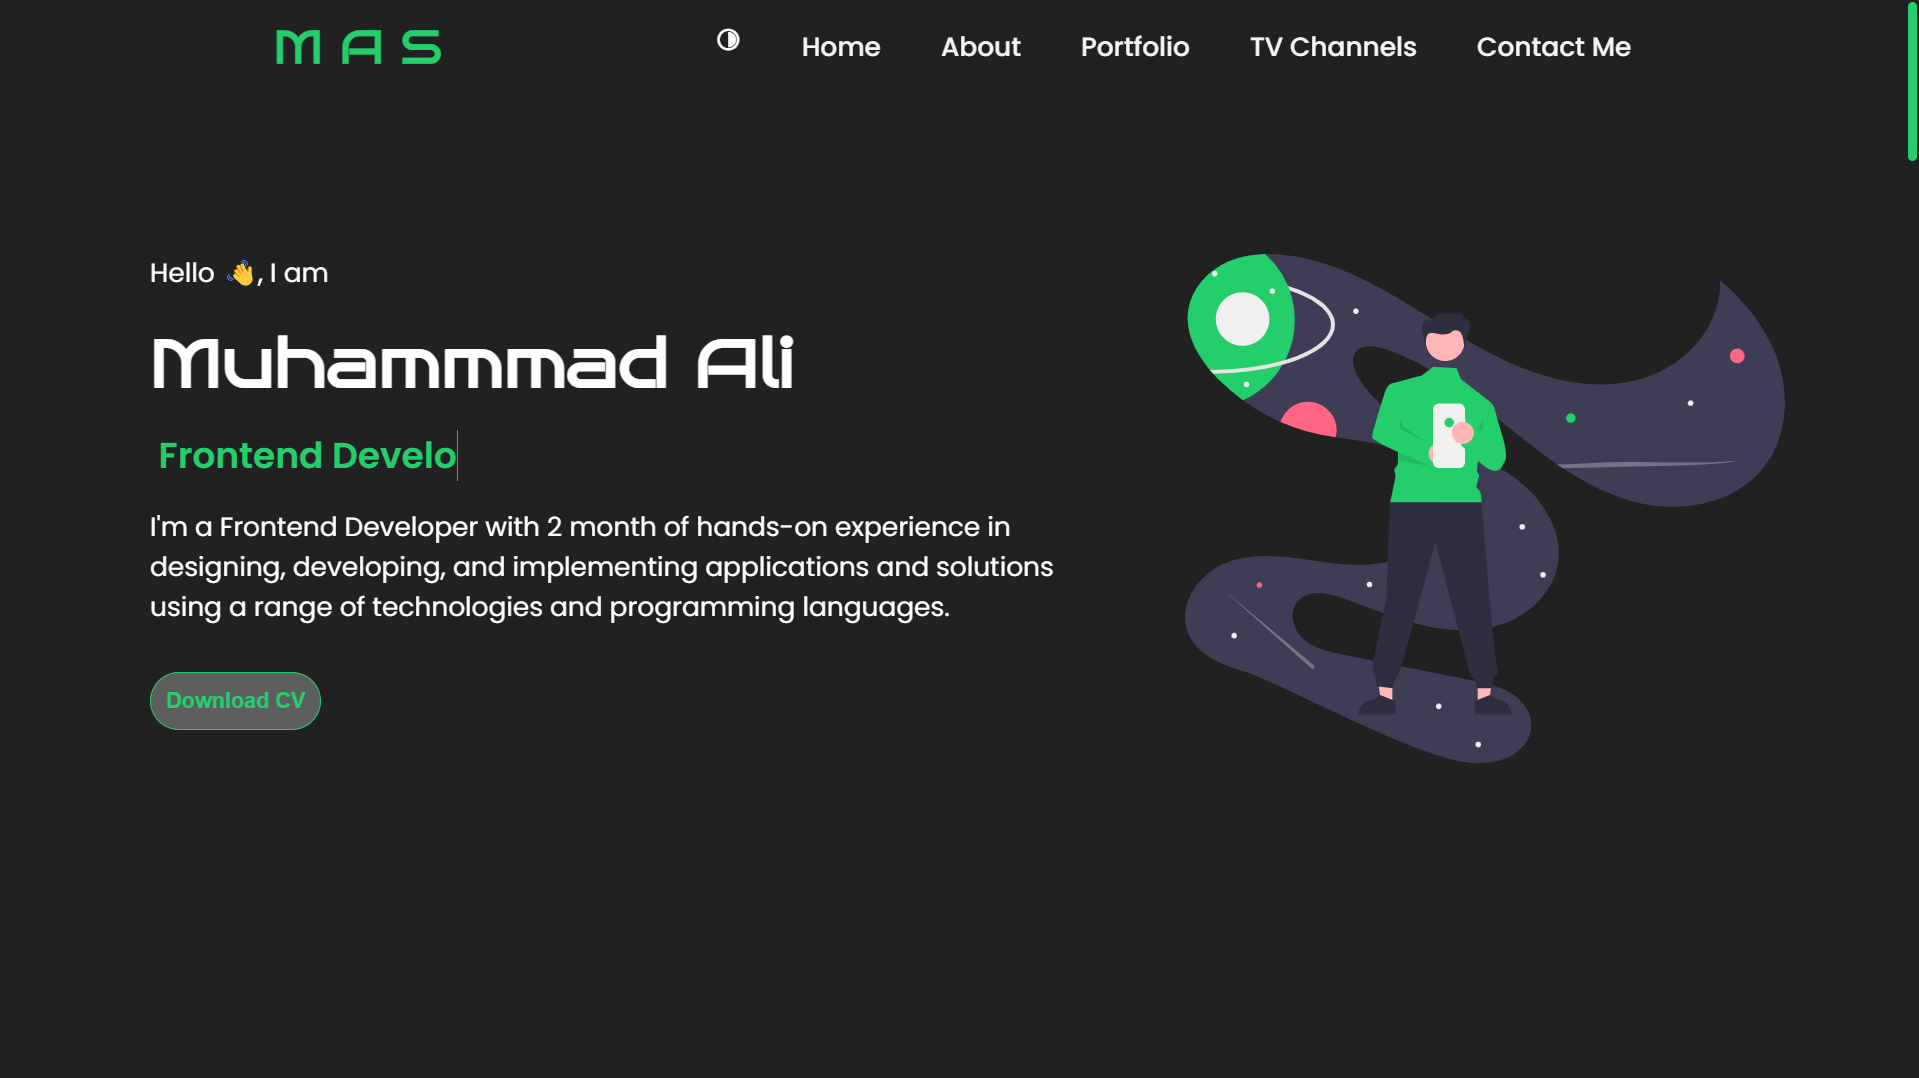 M A S
Home About Portfolio TV Channels Contact Me
Hello 👋, I am
Muhammmad Ali
Frontend Develo
I'm a Frontend Developer with 2 month of hands-on experience in
designing, developing, and implementing applications and solutions
using a range of technologies and programming languages.
Download CV